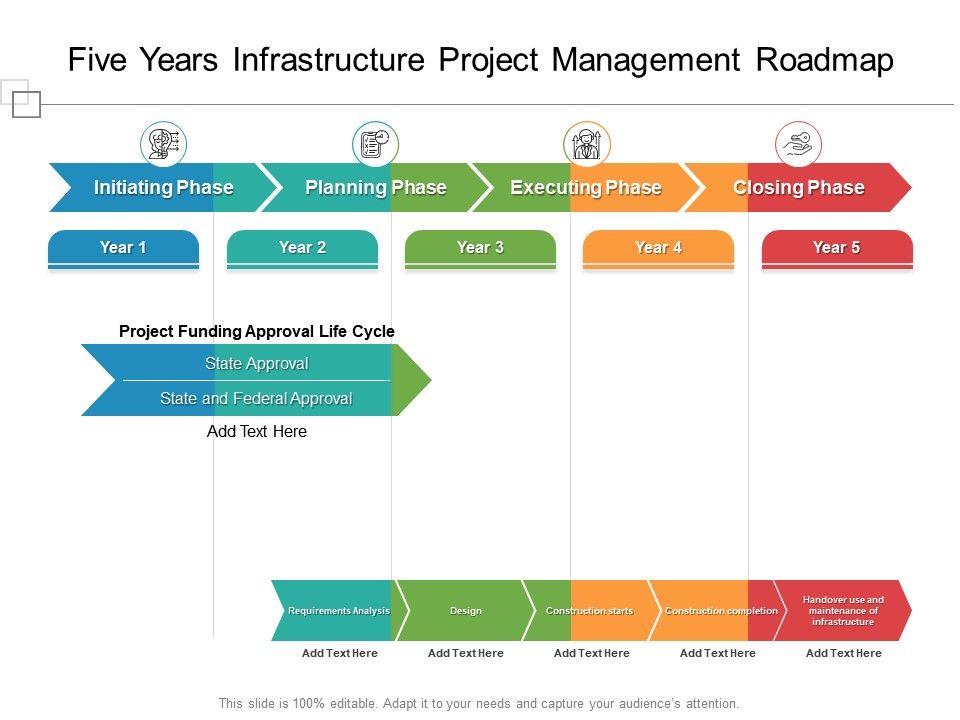 Five Years Infrastructure Project Management Roadmap
Initiating Phase
Planning Phase
Executing Phase
Closing Phase
Year 1
Year 2
Year 3
Year 4
Year 5
Project Funding Approval Life Cycle
State Approval
State and Federal Approval
Add Text Here
Requirements Analysis
Design
Construction starts
Construction completion
Handover use and
maintenance of
infrastructure
Add Text Here
Add Text Here
Add Text Here
Add Text Here
Add Text Here
This slide is 100% editable. Adapt it to your needs and capture your audience’s attention.